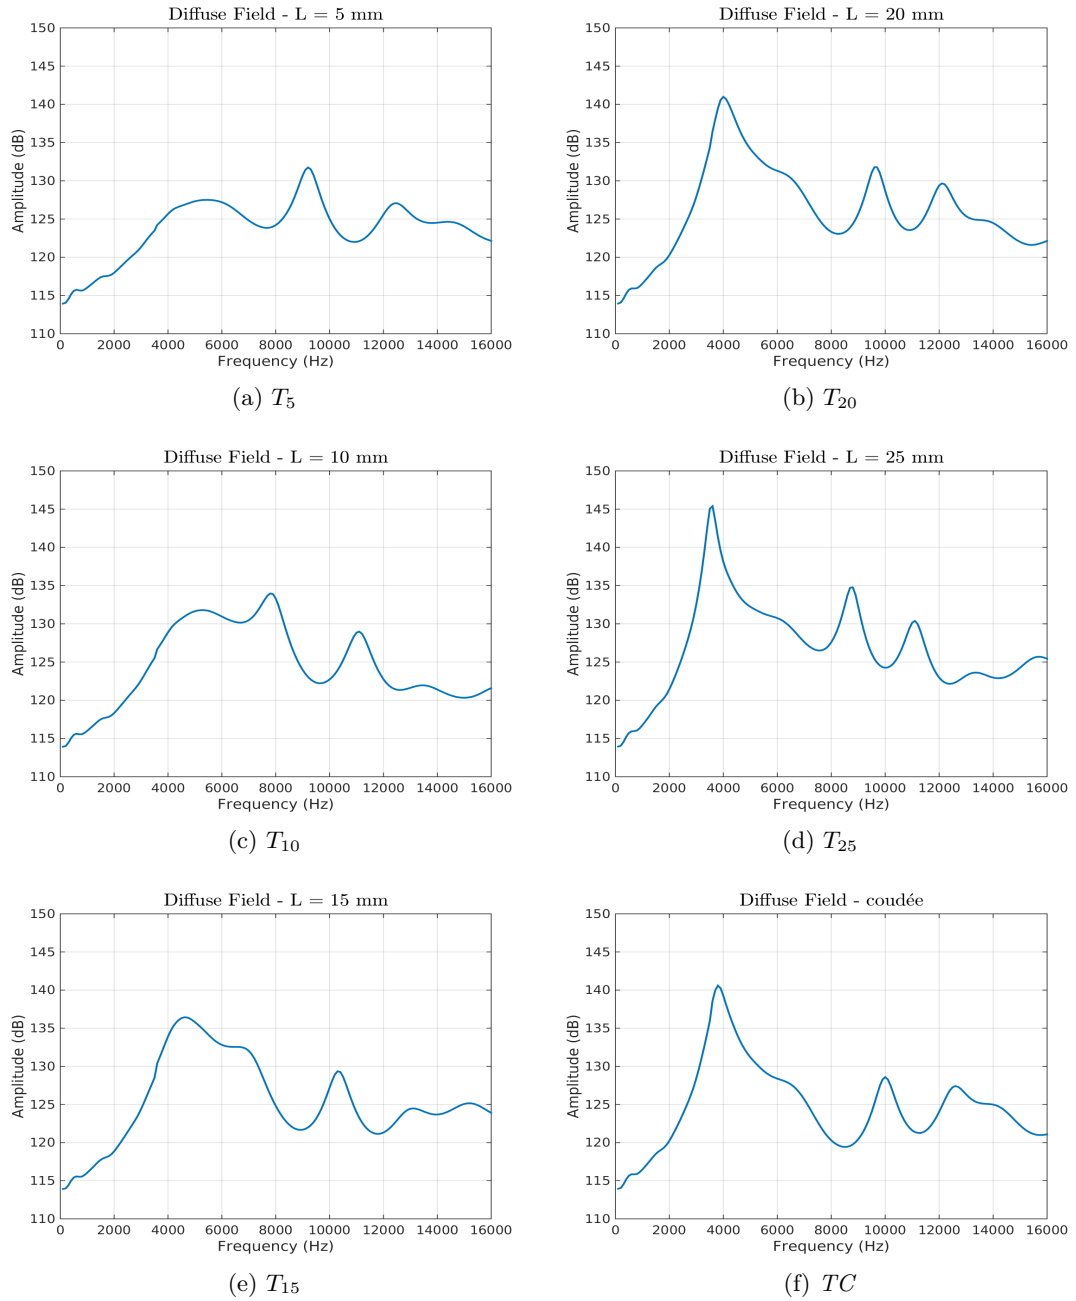 Diffuse Field - L = 5 mm
150
145
140
135
130
125
120
115
110
Amplitude (dB)
0 2000 4000 6000 8000 10000 12000 14000 16000
Frequency (Hz)
(a) T5
Diffuse Field - L = 20 mm
150
145
140
135
130
125
120
115
110
Amplitude (dB)
0 2000 4000 6000 8000 10000 12000 14000 16000
Frequency (Hz)
(b) T20
Diffuse Field - L = 10 mm
150
145
140
135
130
125
120
115
110
Amplitude (dB)
0 2000 4000 6000 8000 10000 12000 14000 16000
Frequency (Hz)
(c) T10
Diffuse Field - L = 25 mm
150
145
140
135
130
125
120
115
110
Amplitude (dB)
0 2000 4000 6000 8000 10000 12000 14000 16000
Frequency (Hz)
(d) T25
Diffuse Field - L = 15 mm
150
145
140
135
130
125
120
115
110
Amplitude (dB)
0 2000 4000 6000 8000 10000 12000 14000 16000
Frequency (Hz)
(e) T15
Diffuse Field - coudée
150
145
140
135
130
125
120
115
110
Amplitude (dB)
0 2000 4000 6000 8000 10000 12000 14000 16000
Frequency (Hz)
(f) TC